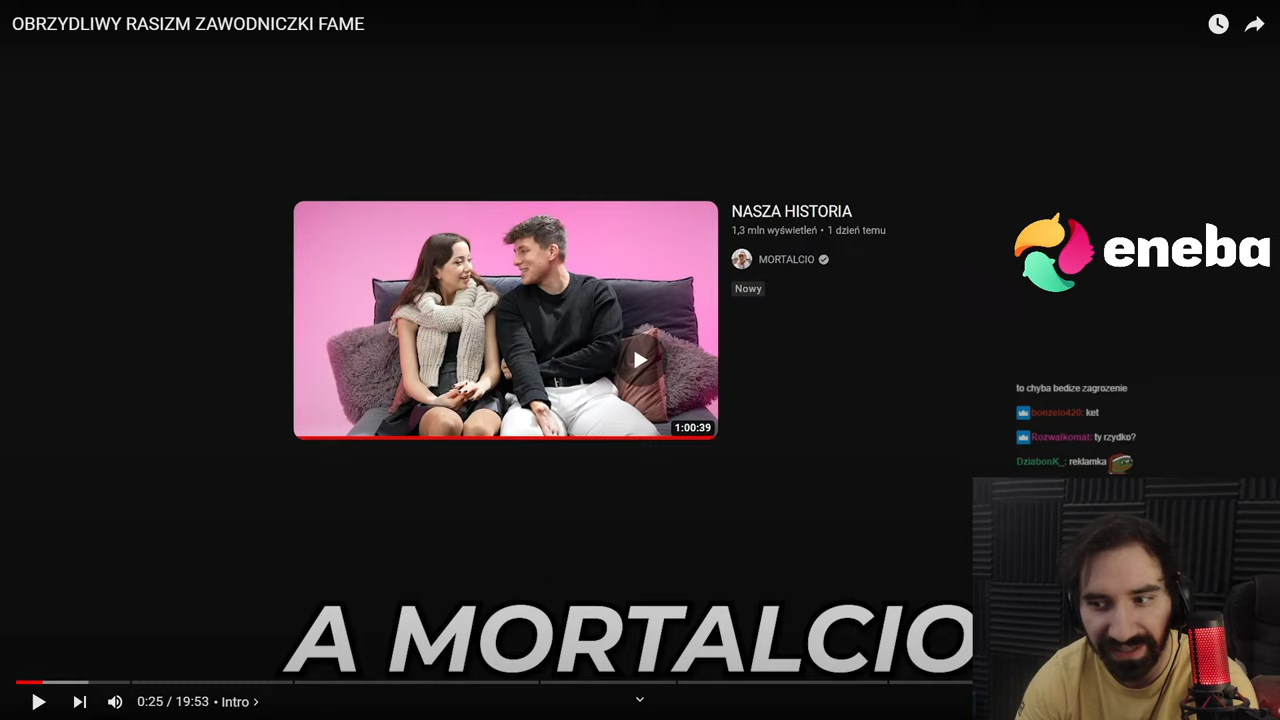 OBRZYDLIWY RASIZM ZAWODNICZKI FAME
NASZA HISTORIA
1,3 mln wyświetleń • 1 dzień temu
MORTALCIO
Nowy
1:00:39
eneba
to chyba bedize zagrozenie
bonzelo420: ket
Rozwalkomat: ty rzydko?
DziabonK_: reklamka
A MORTALCIO
0:25 / 19:53 • Intro